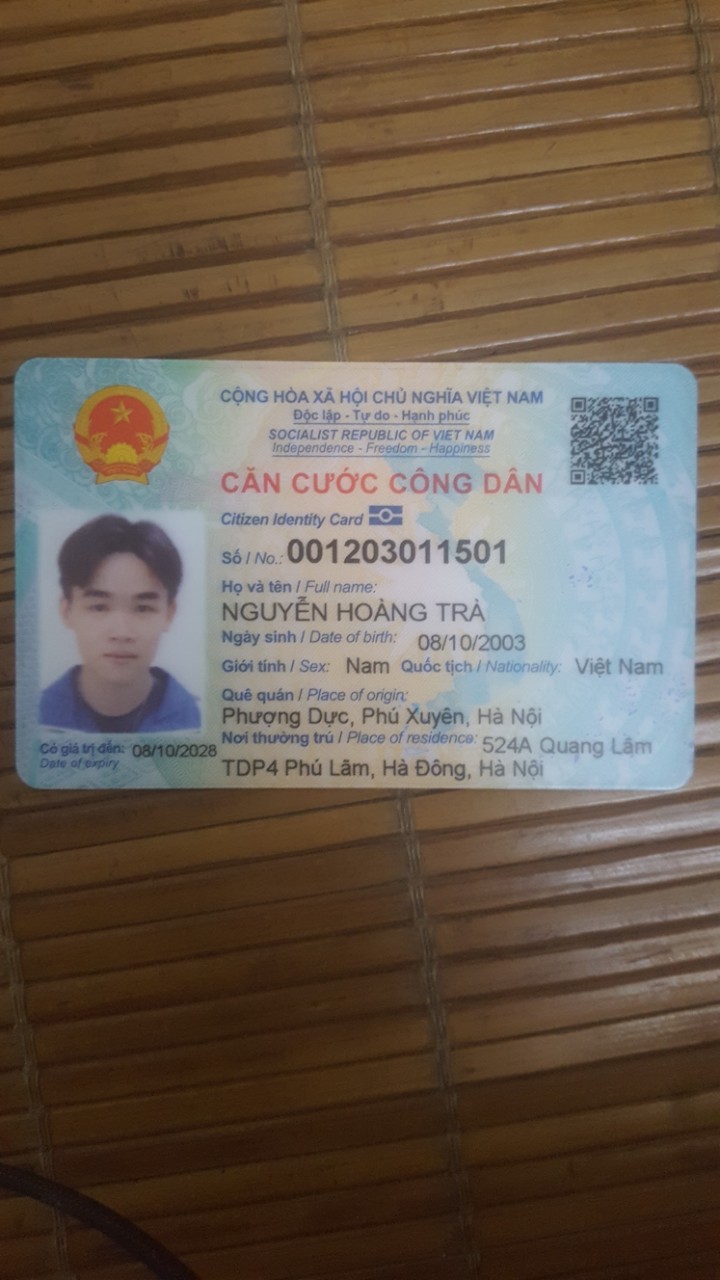 CỘNG HÒA XÃ HỘI CHỦ NGHĨA VIỆT NAM
Độc lập - Tự do - Hạnh phúc
SOCIALIST REPUBLIC OF VIET NAM
Independence - Freedom - Happiness
CĂN CƯỚC CÔNG DÂN
Citizen Identity Card
Số / No.: 001203011501
Họ và tên / Full name:
NGUYỄN HOÀNG TRÀ
Ngày sinh / Date of birth: 08/10/2003
Giới tính / Sex: Nam Quốc tịch / Nationality: Việt Nam
Quê quán / Place of origin:
Phượng Dực, Phú Xuyên, Hà Nội
Nơi thường trú / Place of residence: 524A Quang Lãm
TDP4 Phú Lãm, Hà Đông, Hà Nội
Có giá trị đến: 08/10/2028
Date of expiry